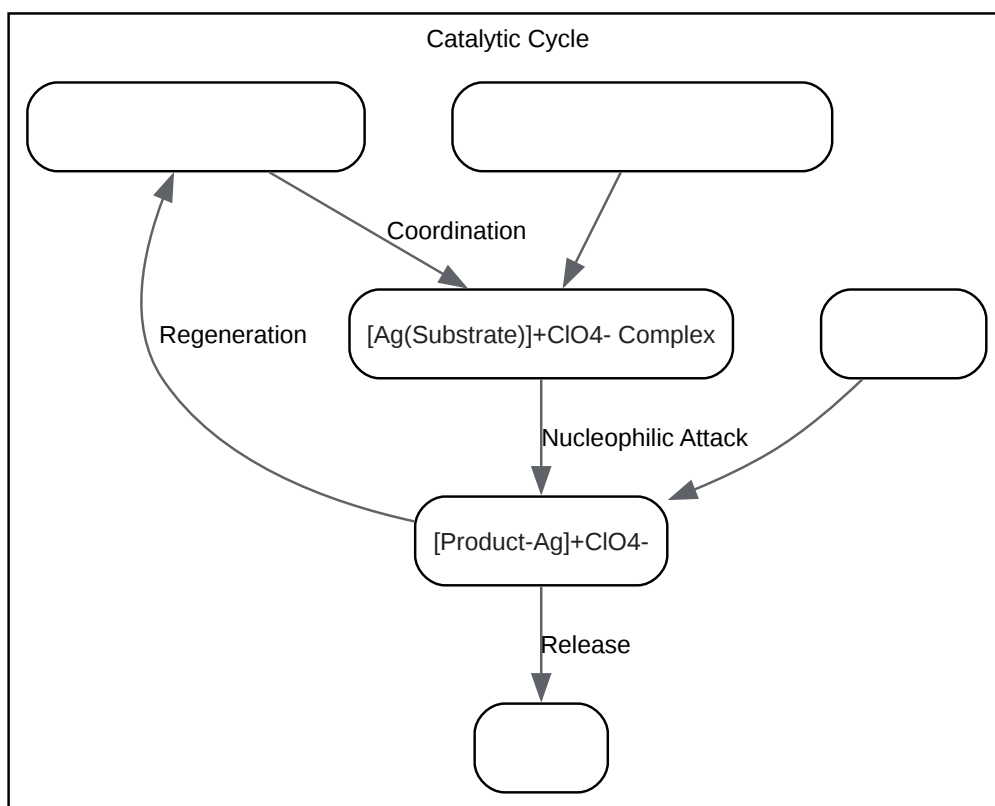 Catalytic Cycle
Coordination
[Ag(Substrate)]+ClO4- Complex
Regeneration
Nucleophilic Attack
[Product-Ag]+ClO4-
Release